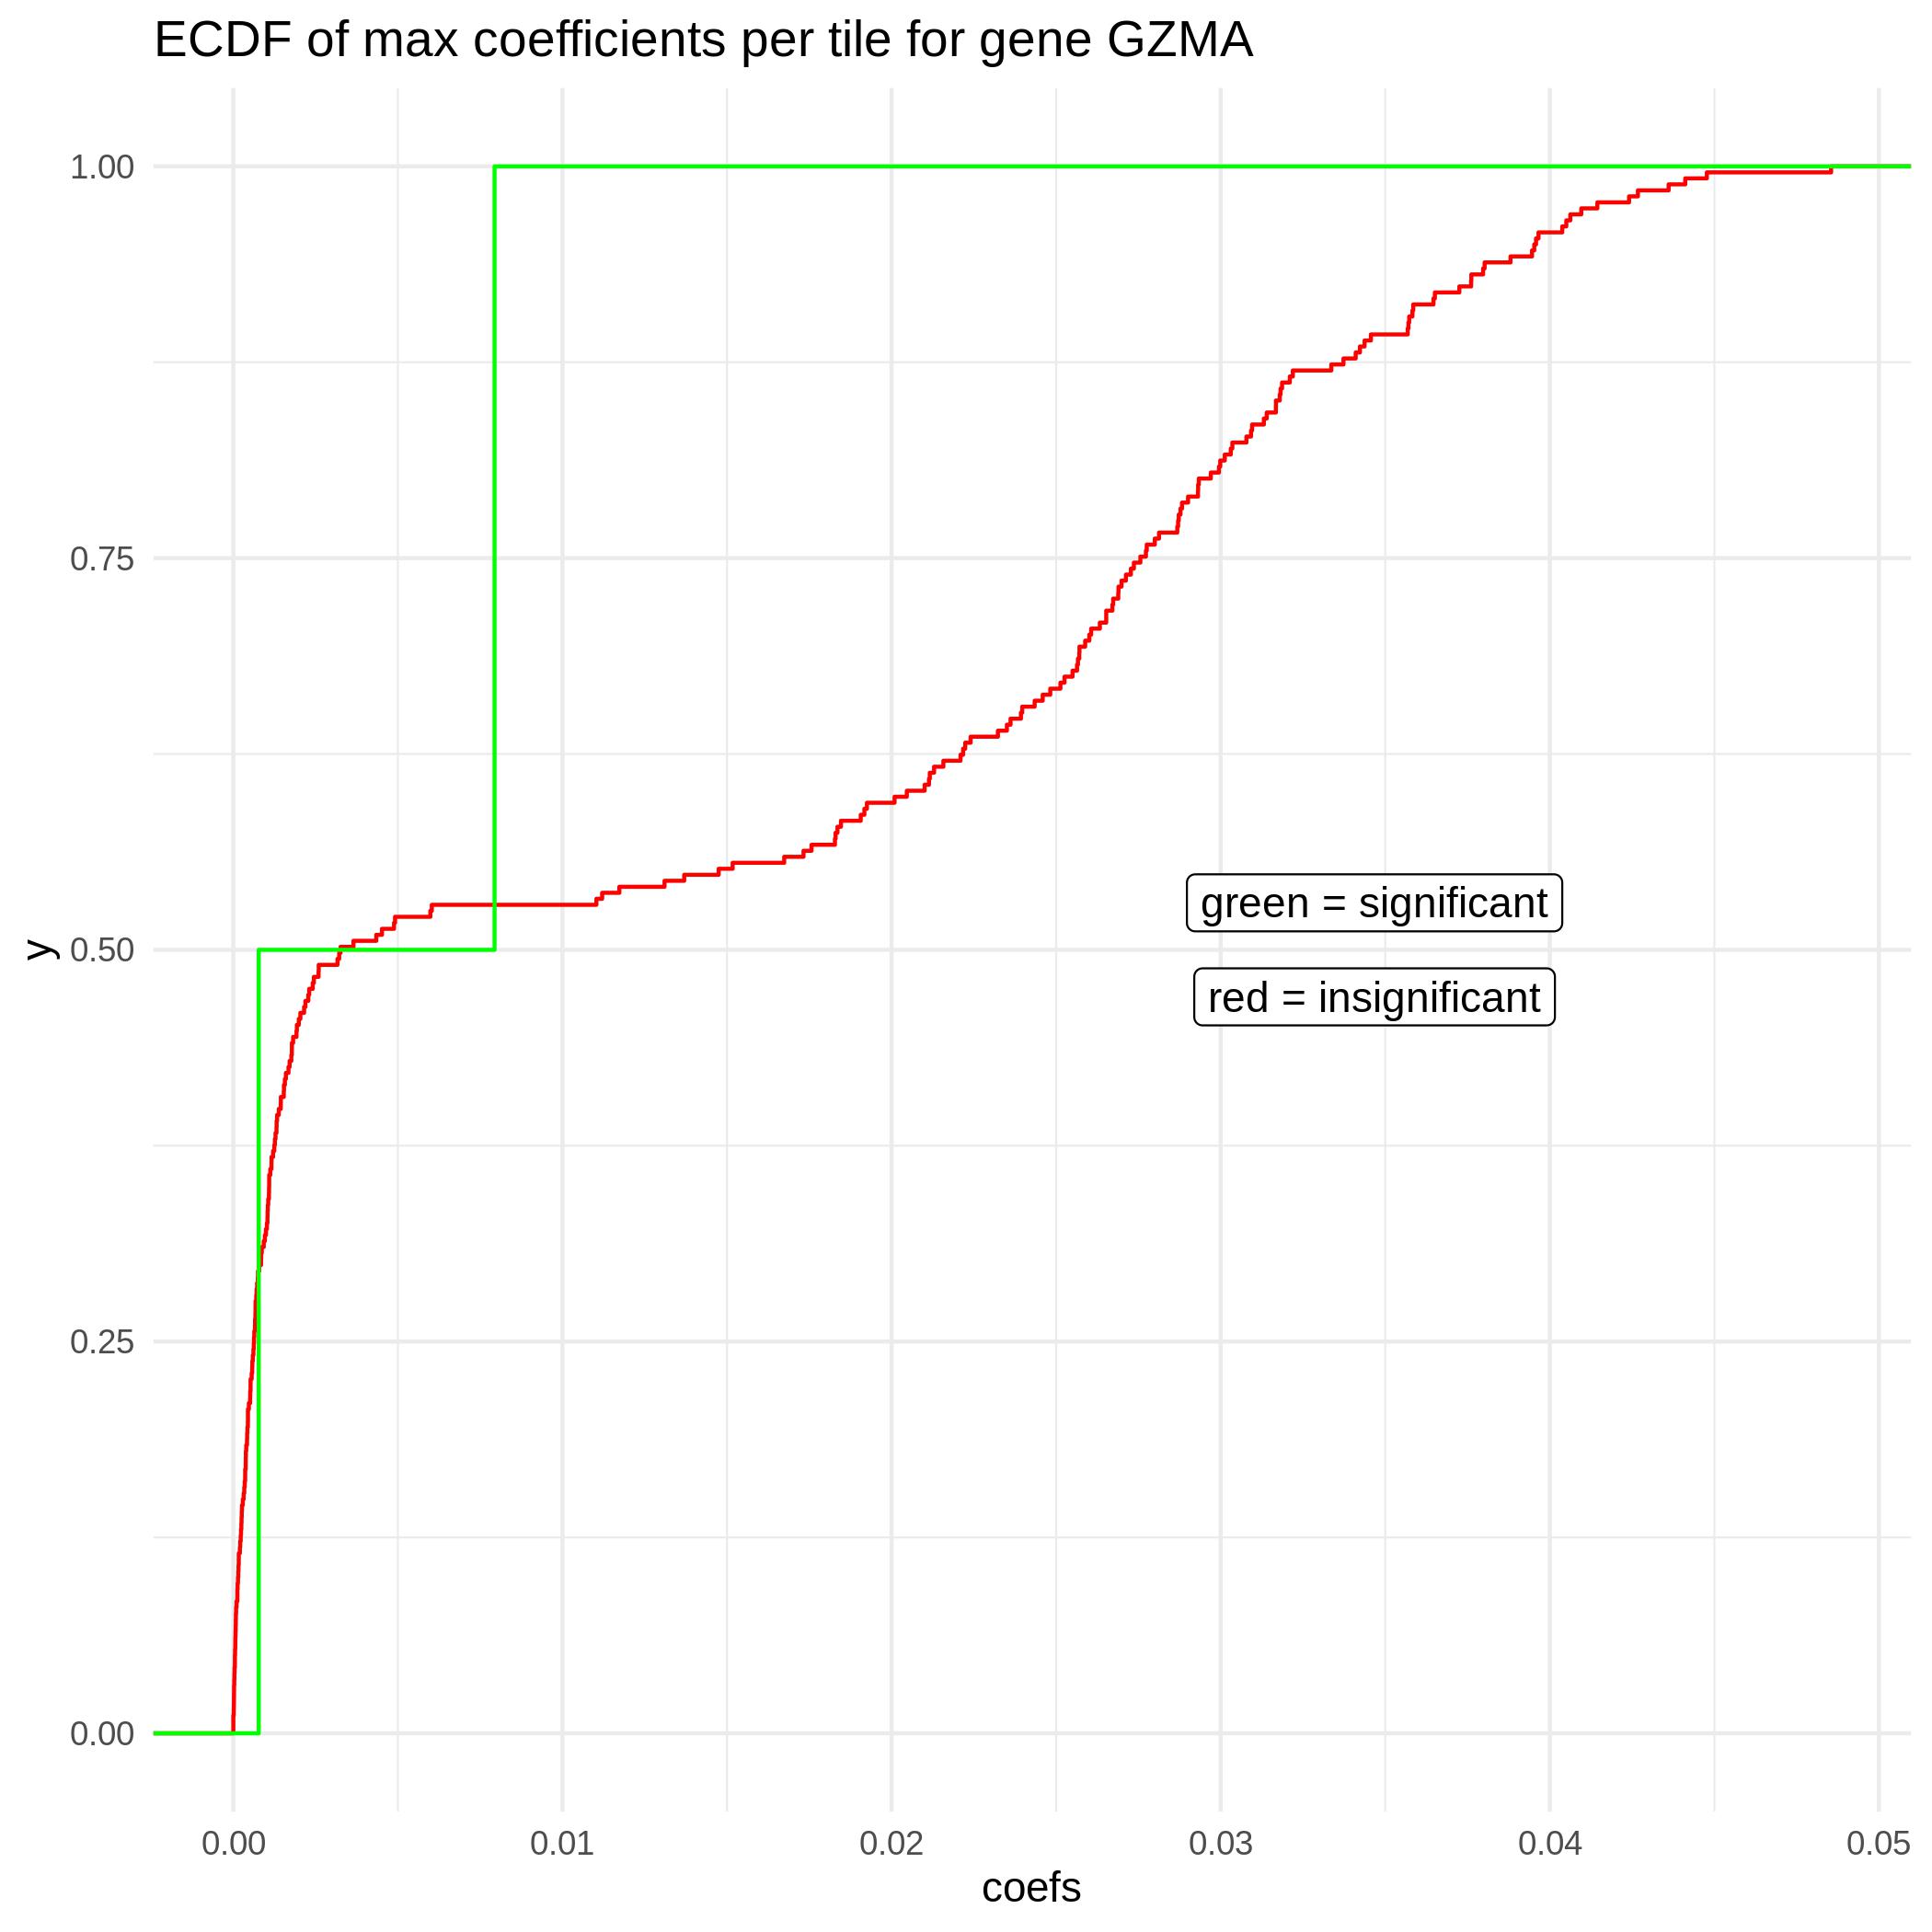 ECDF of max coefficients per tile for gene GZMA
1.00
0.75
0.50
0.25
0.00
y
green = significant
red = insignificant
0.00 0.01 0.02 0.03 0.04 0.05
coefs